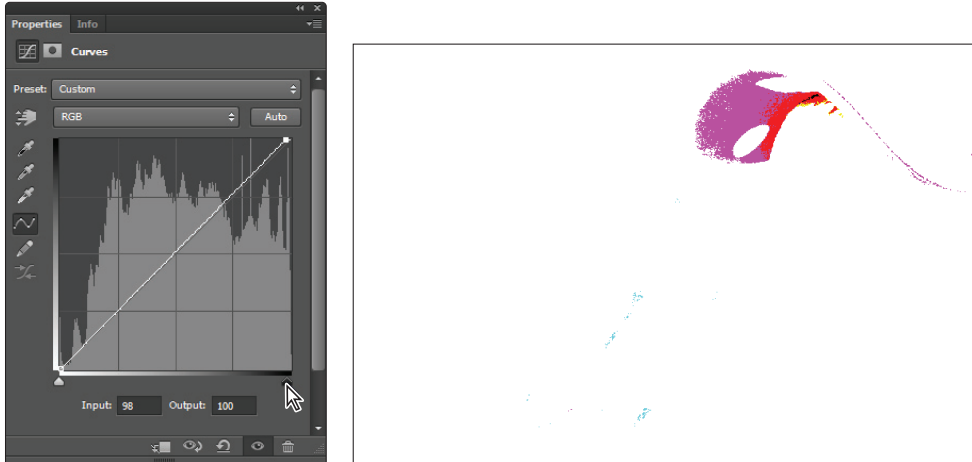 Properties Info
Curves
Preset: Custom
RGB Auto
Input: 98 Output: 100